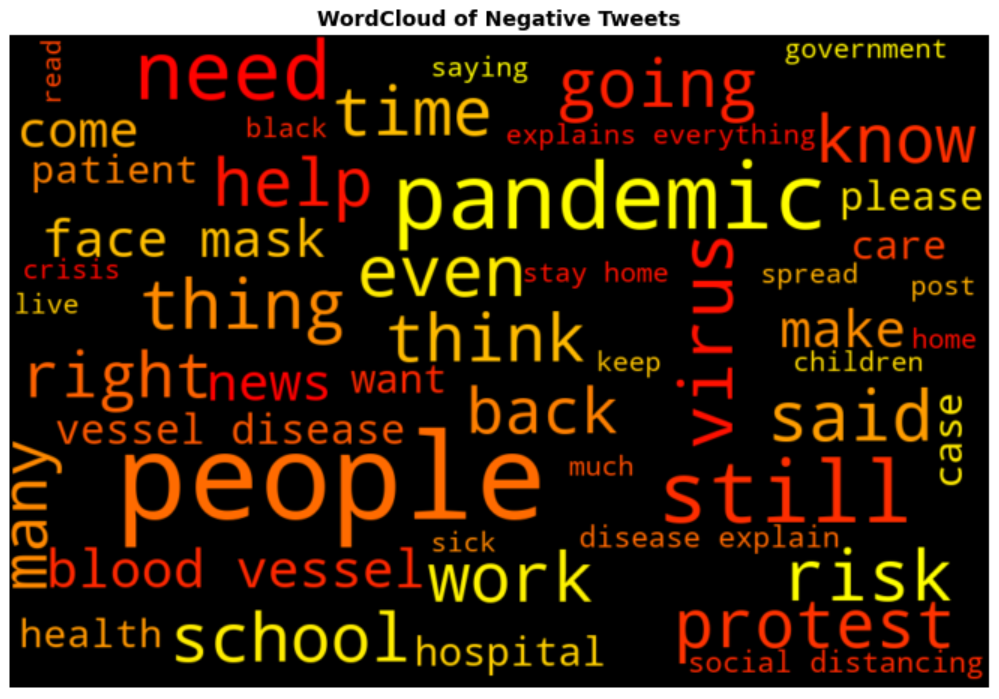 WordCloud of Negative Tweets
read
need
saying
government
going
time
come
black
explains everything
know
patient
help
pandemic
please
face mask
care
crisis
even
stay home
virus
spread
post
live
thing
think
make
home
keep
children
right
news
want
back
said
case
vessel disease
people
much
still
many
sick
disease explain
blood vessel
work
risk
health
school
hospital
protest
social distancing